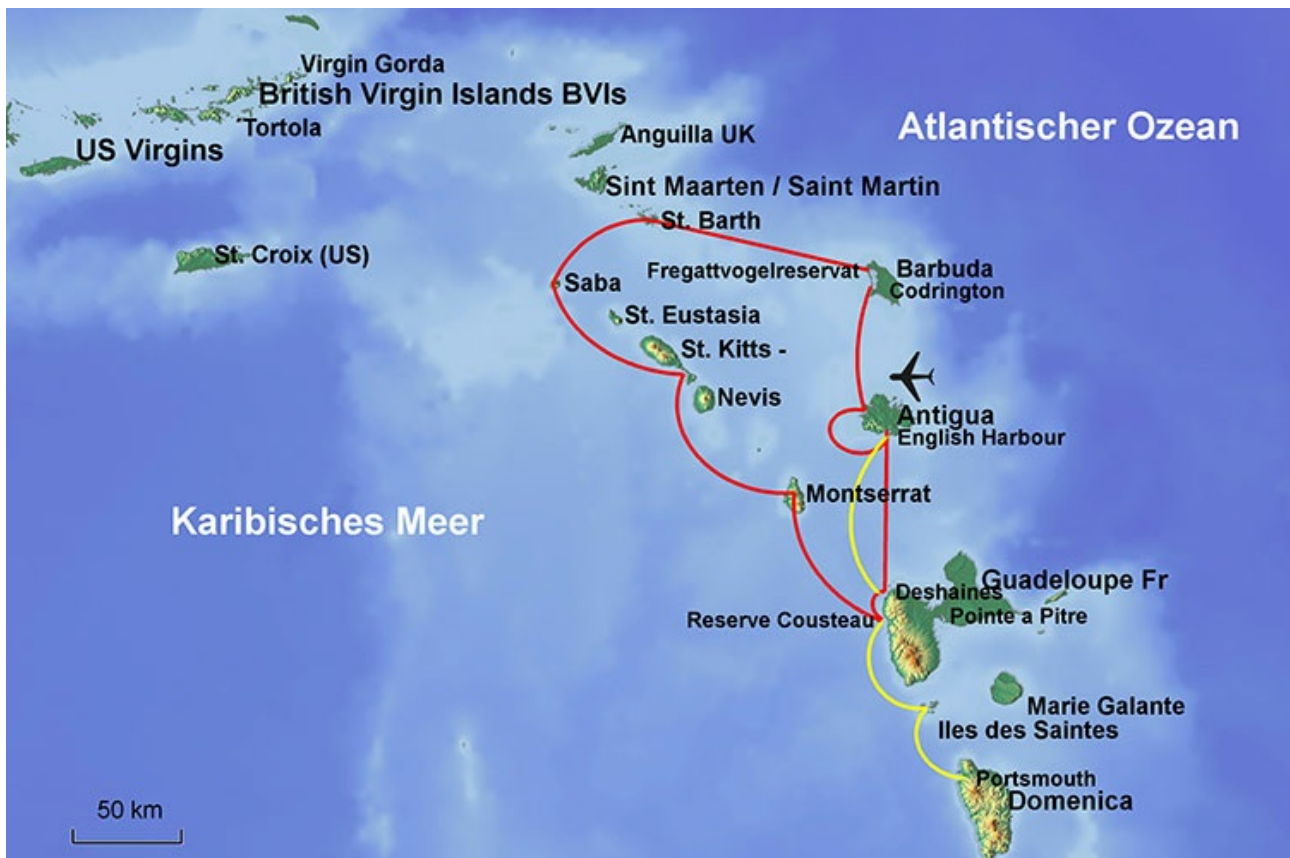 Virgin Gorda
British Virgin Islands BVIs
Tortola
US Virgins
Anguilla UK
Atlantischer Ozean
Sint Maarten / Saint Martin
St. Barth
St. Croix (US)
Fregattvogelreservat
Barbuda
Codrington
Saba
St. Eustasia
St. Kitts -
Nevis
Antigua
English Harbour
Montserrat
Karibisches Meer
Guadeloupe Fr
Deshaines
Pointe a Pitre
Reserve Cousteau
Marie Galante
Iles des Saintes
Portsmouth
Domenica
50 km